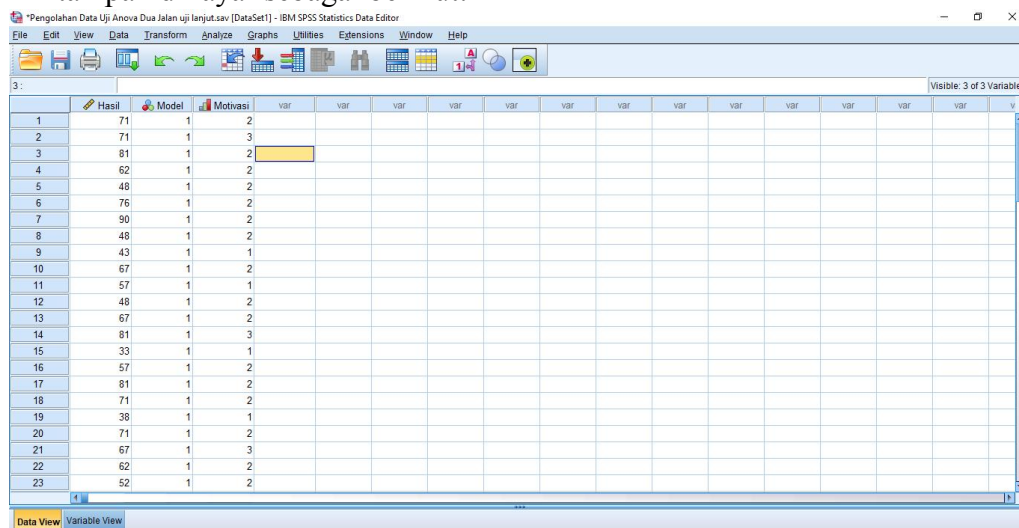 *Pengolahan Data Uji Anova Dua Jalan uji lanjut.sav [DataSet1] - IBM SPSS Statistics Data Editor
File Edit View Data Transform Analyze Graphs Utilities Extensions Window Help
3 :
Visible: 3 of 3 Variable
Hasil Model Motivasi var var var var var var var var var var var v
1 71 1 2
2 71 1 3
3 81 1 2
4 62 1 2
5 48 1 2
6 76 1 2
7 90 1 2
8 48 1 2
9 43 1 1
10 67 1 2
11 57 1 1
12 48 1 2
13 67 1 2
14 81 1 3
15 33 1 1
16 57 1 2
17 81 1 2
18 71 1 2
19 38 1 1
20 71 1 2
21 67 1 3
22 62 1 2
23 52 1 2
Data View Variable View